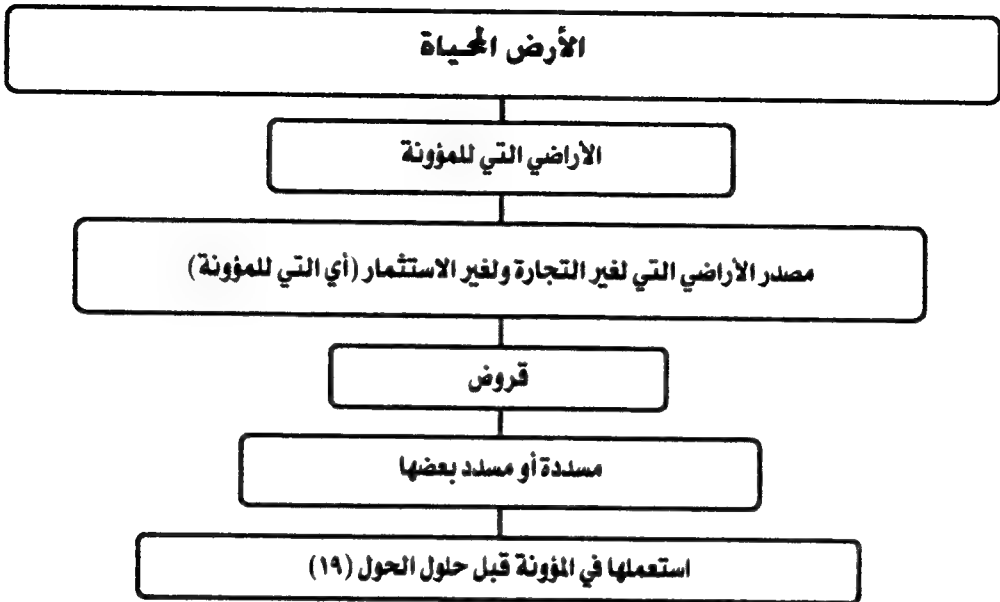 الأرض المحياة
الأراضي التي للمؤونة
مصدر الأراضي التي لغير التجارة ولغير الاستثمار (أي التي للمؤونة)
قروض
مسددة أو مسدد بعضها
استعملها في المؤونة قبل حلول الحول (١٩)